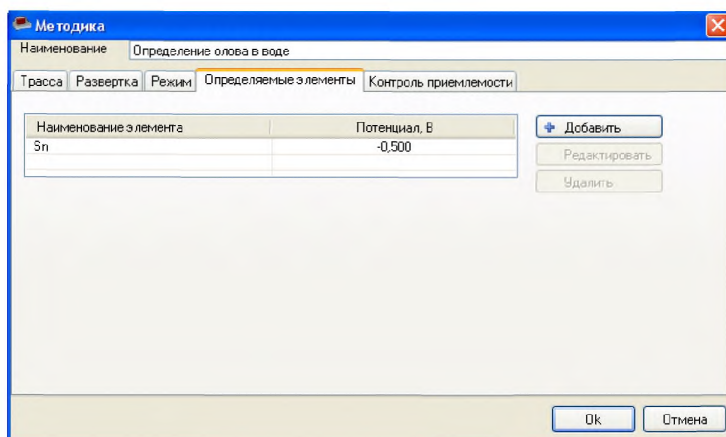 Методика
Наименование Определение олова в воде
Трасса Развертка Режим Определяемые элементы Контроль приемлемости
Наименование элемента Потенциал, В
Sn -0,500
Добавить
Редактировать
Удалить
Ok Отмена